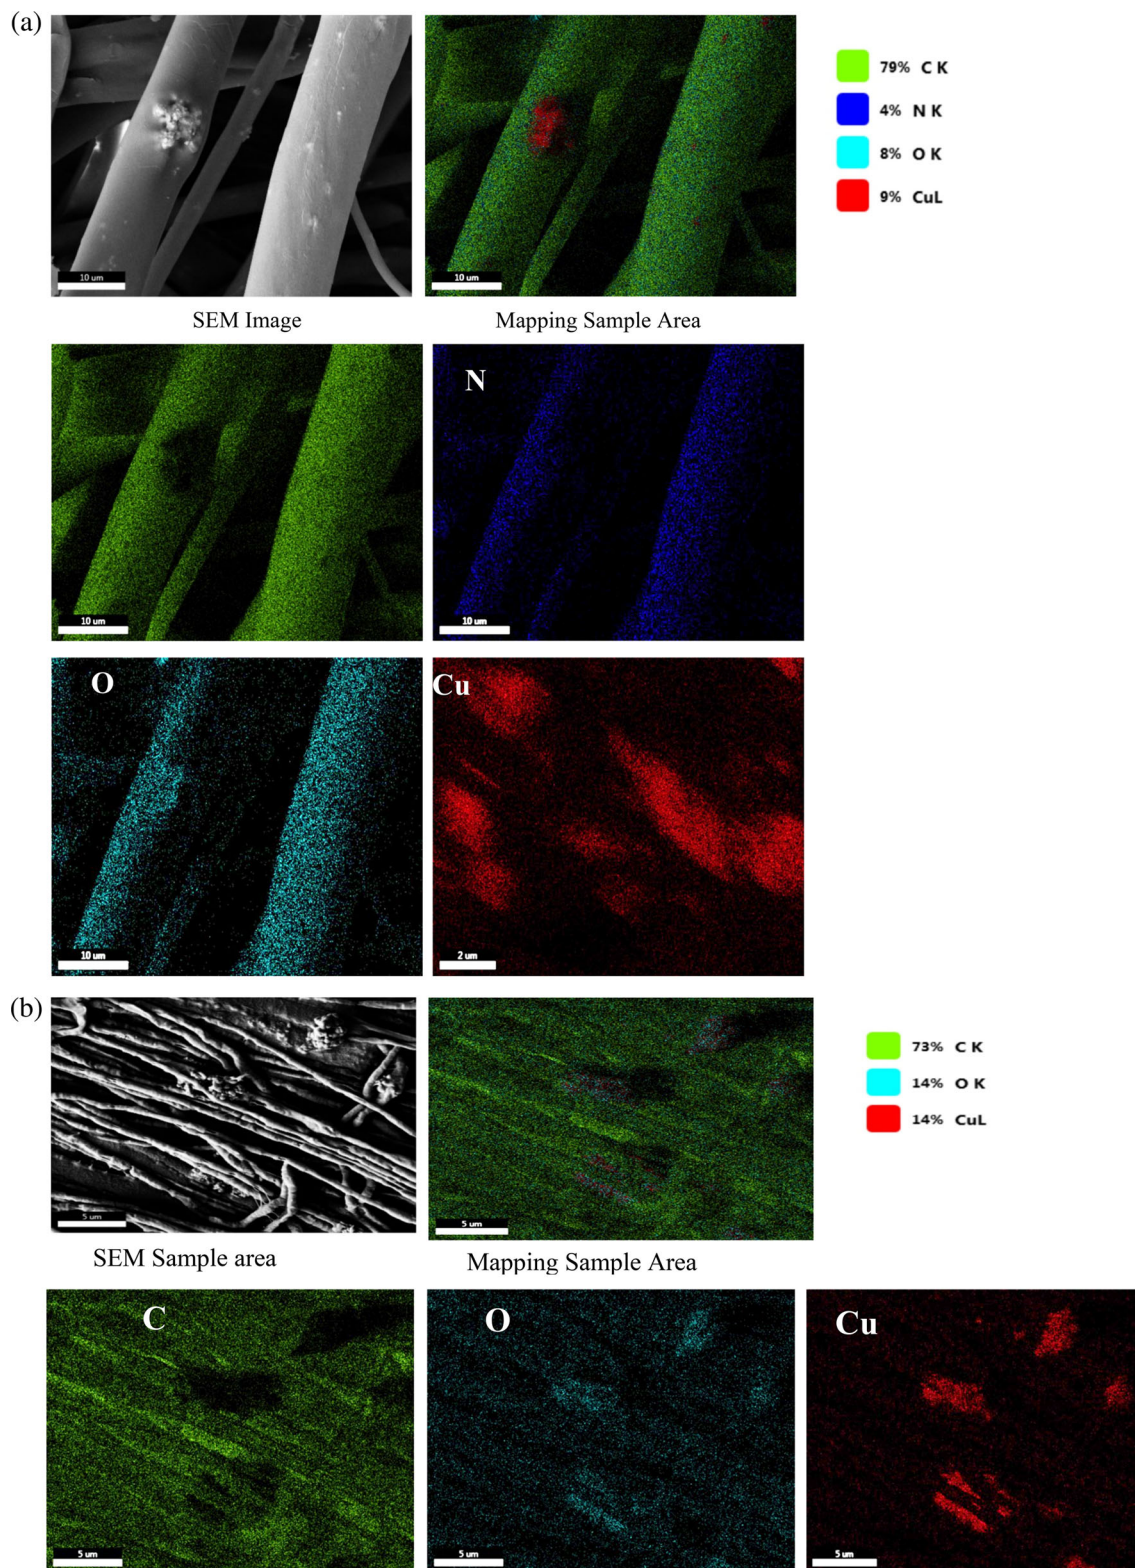 (a)
79% C K
4% N K
8% O K
9% CuL
10 um
10 um
SEM Image
Mapping Sample Area
N
10 um
10 um
O
Cu
10 um
2 um
(b)
73% C K
14% O K
14% CuL
5 um
5 um
SEM Sample area
Mapping Sample Area
C
O
Cu
5 um
5 um
5 um